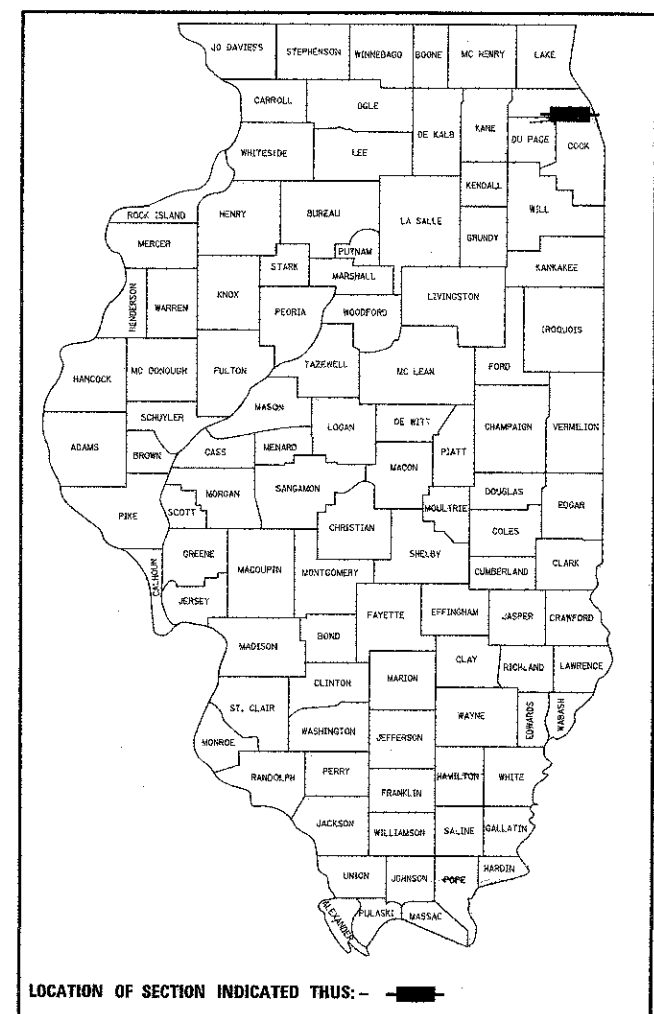 JO DAVIESS STEPHENSON WINNEBAGO BOONE MC HENRY LAKE
CARROLL OGLE DE KALB KANE DU PAGE COOK
WHITESIDE LEE
KENDALL WILL
ROCK ISLAND HENRY BUREAU LA SALLE GRUNDY
MERCER PUTNAM KANKAKEE
STARK MARSHALL
HENDERSON WARREN KNOX PEORIA WOODFORD LIVINGSTON IROQUOIS
HANCOCK MC DONOUGH FULTON TAZEWELL MC LEAN FORD
MASON
SCHUYLER LOGAN DE WITT CHAMPAIGN VERMILION
ADAMS BROWN CASS MENARD MACON PIATT
PIKE SCOTT MORGAN SANGAMON MOULTRIE DOUGLAS EDGAR
CHRISTIAN COLES
CALHOUN GREENE MACOUPIN MONTGOMERY SHELBY CUMBERLAND CLARK
JERSEY
FAYETTE EFFINGHAM JASPER CRAWFORD
MADISON BOND
CLAY RICHLAND LAWRENCE
CLINTON MARION
ST. CLAIR WASHINGTON WAYNE EDWARDS WABASH
MONROE JEFFERSON
RANDOLPH PERRY HAMILTON WHITE
FRANKLIN
JACKSON WILLIAMSON SALINE GALLATIN
UNION JOHNSON POPE HARDIN
ALEXANDER PULASKI MASSAC
LOCATION OF SECTION INDICATED THUS: –